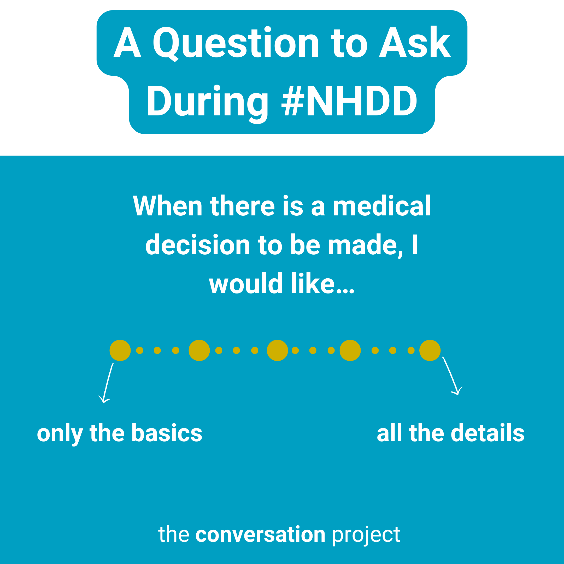 A Question to Ask
During #NHDD
When there is a medical
decision to be made, I
would like...
only the basics
all the details
the conversation project